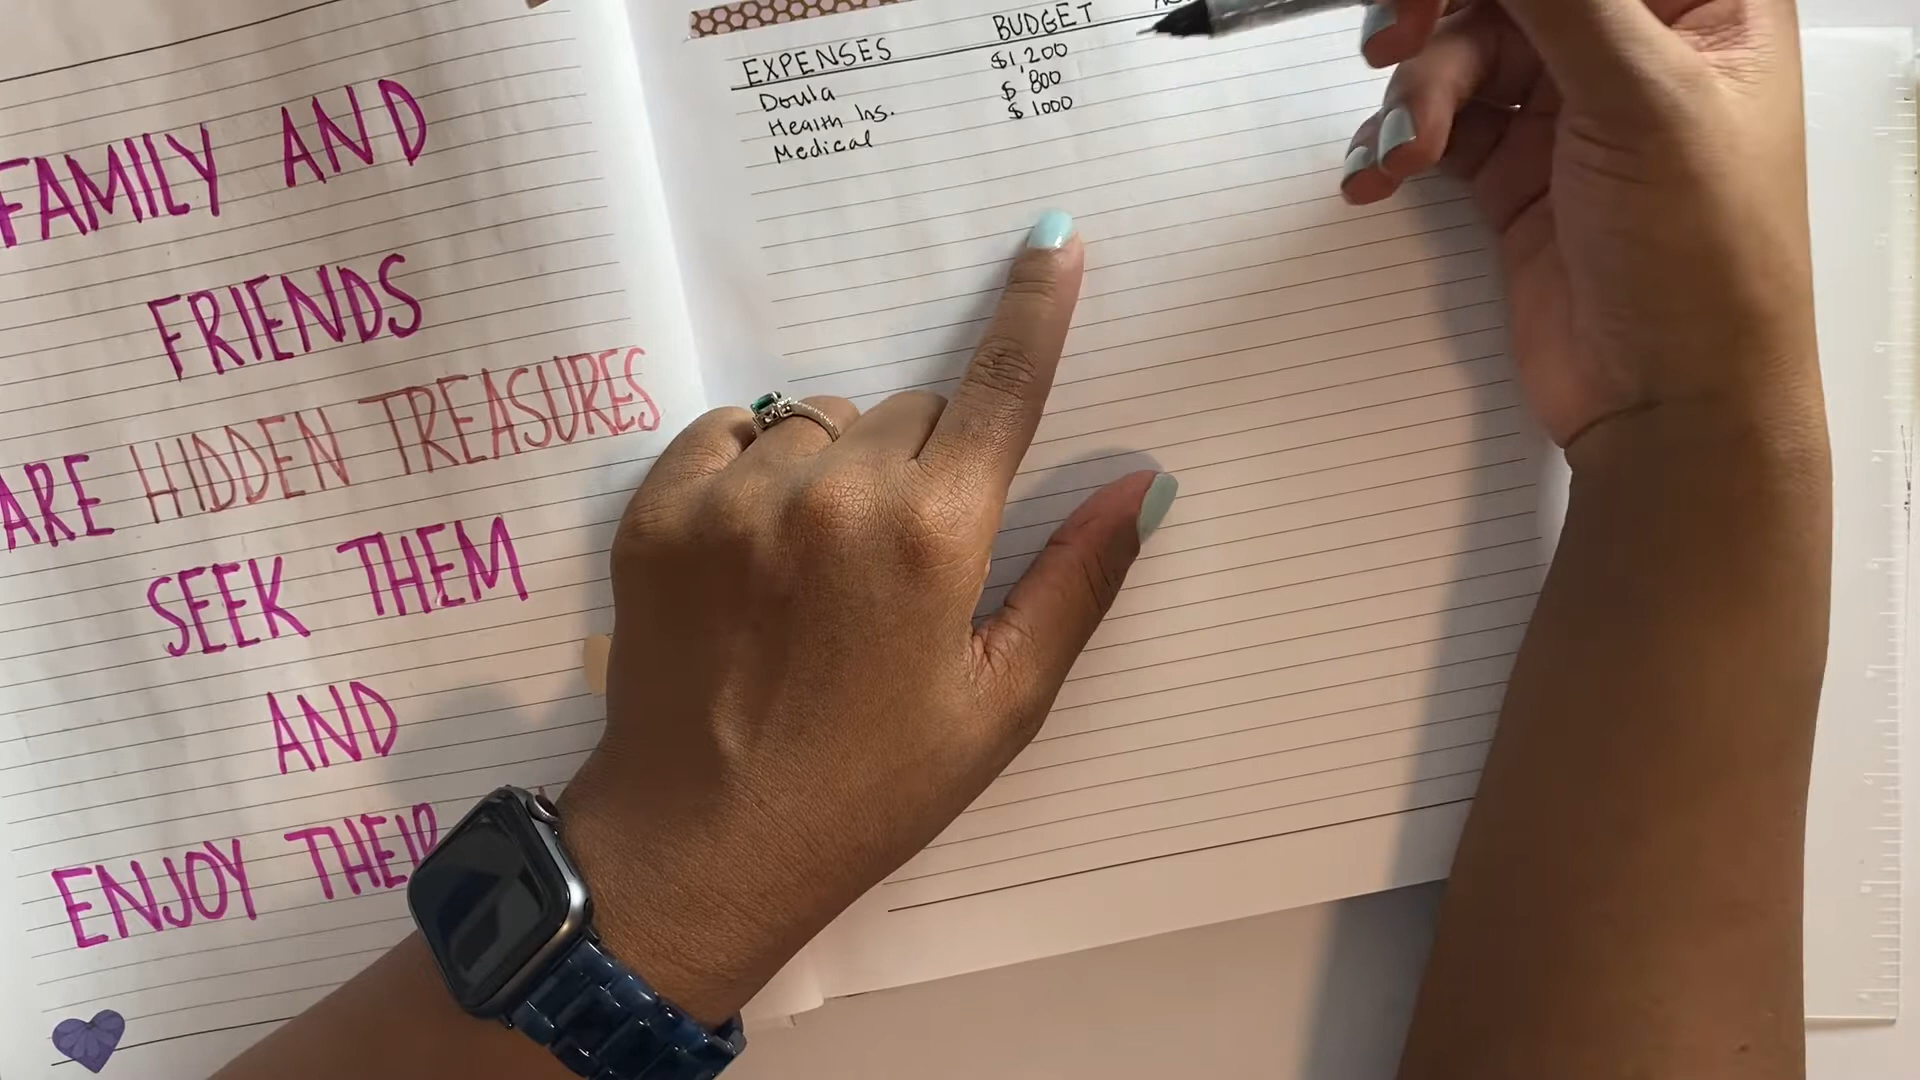 FAMILY AND
FRIENDS
ARE HIDDEN TREASURES
SEEK THEM
AND
ENJOY THEIR
EXPENSES BUDGET
Doula $1,200
Health Ins. $800
Medical $1000